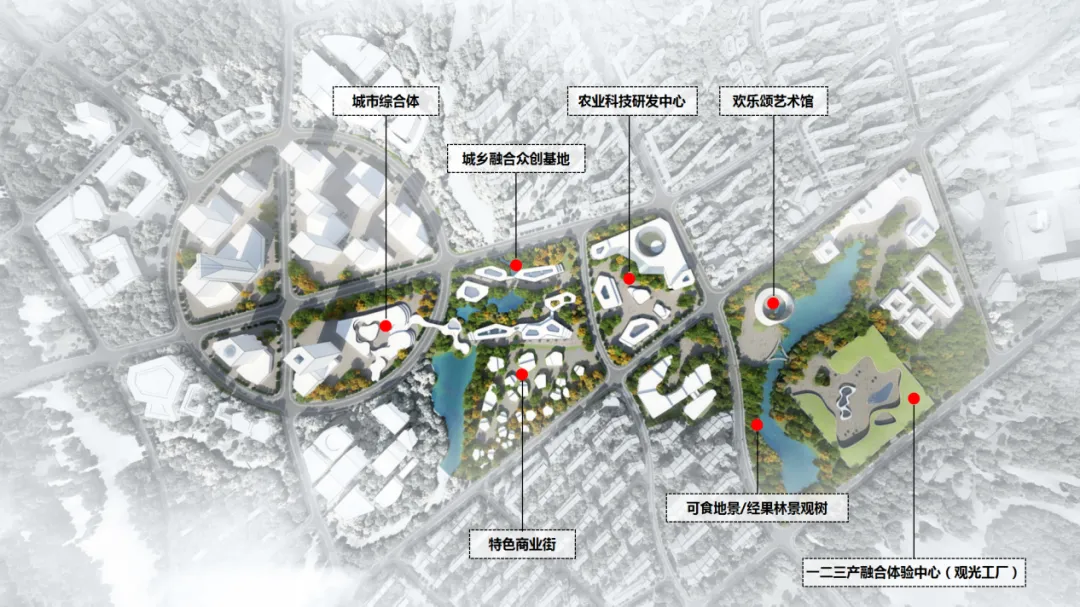 城市综合体
农业科技研发中心
欢乐颂艺术馆
城乡融合众创基地
可食地景/经果林景观树
特色商业街
一二三产融合体验中心（观光工厂）